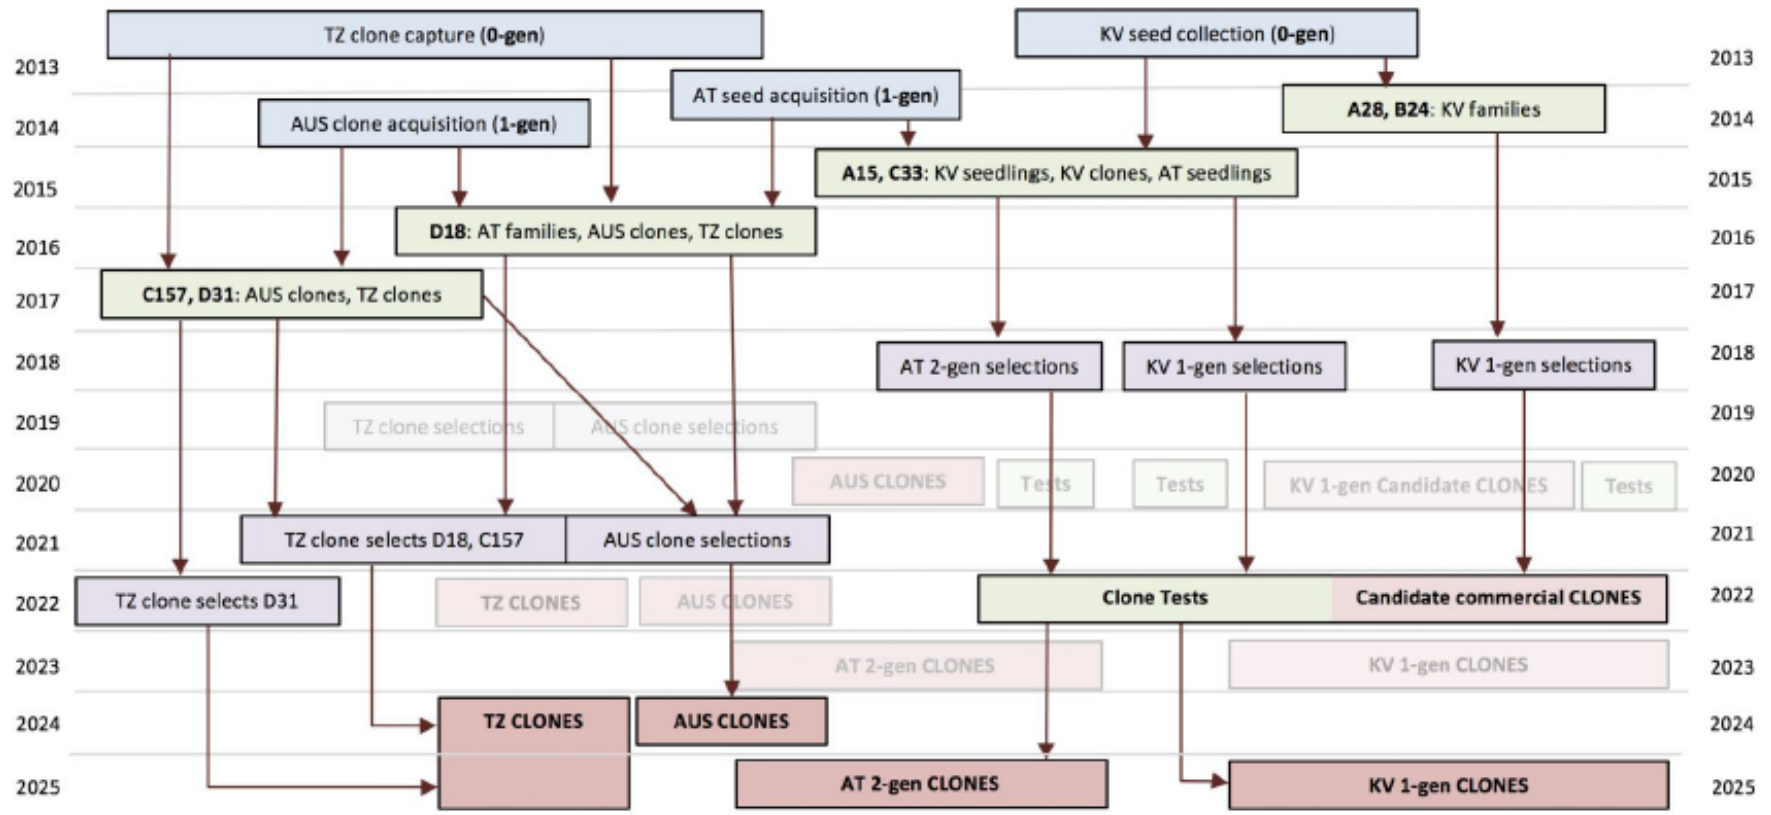 TZ clone capture (0-gen)
KV seed collection (0-gen)
2013
2013
AT seed acquisition (1-gen)
A28, B24: KV families
AUS clone acquisition (1-gen)
2014
2014
A15, C33: KV seedlings, KV clones, AT seedlings
2015
2015
D18: AT families, AUS clones, TZ clones
2016
2016
C157, D31: AUS clones, TZ clones
2017
2017
2018
AT 2-gen selections
KV 1-gen selections
KV 1-gen selections
2018
2019
TZ clone selections
AUS clone selections
2019
2020
AUS CLONES
Tests
Tests
KV 1-gen Candidate CLONES
Tests
2020
2021
TZ clone selects D18, C157
AUS clone selections
2021
2022
TZ clone selects D31
TZ CLONES
AUS CLONES
Clone Tests
Candidate commercial CLONES
2022
2023
AT 2-gen CLONES
KV 1-gen CLONES
2023
2024
TZ CLONES
AUS CLONES
2024
2025
AT 2-gen CLONES
KV 1-gen CLONES
2025